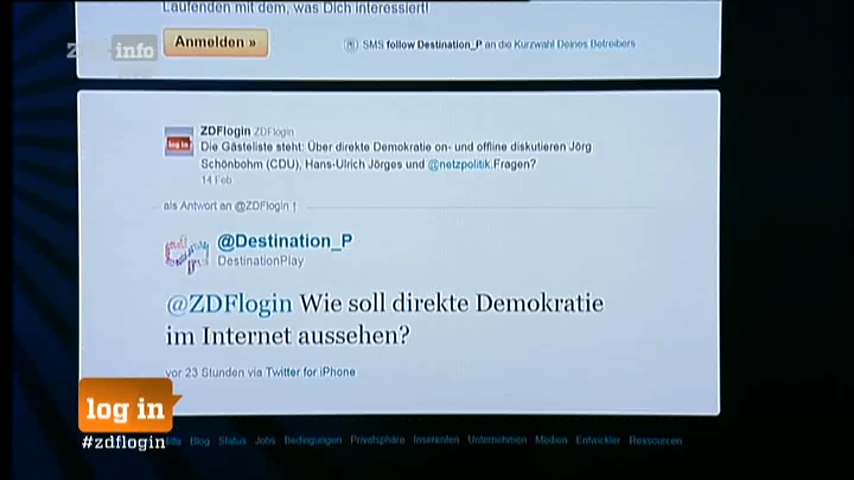 Laufenden mit dem, was Dich interessiert!
ZDF info
Anmelden »
SMS follow Destination_P an die Kurzwahl Deines Betreibers
ZDFlogin ZDFlogin
log in
Die Gästeliste steht: Über direkte Demokratie on- und offline diskutieren Jörg
Schönbohm (CDU), Hans-Ulrich Jörges und @netzpolitik.Fragen?
14 Feb
als Antwort an @ZDFlogin ↑
@Destination_P
DestinationPlay
@ZDFlogin Wie soll direkte Demokratie
im Internet aussehen?
vor 23 Stunden via Twitter for iPhone
log in
#zdflogin
Blog Status Jobs Bedingungen Privatsphäre Inserenten Unternehmen Medien Entwickler Ressourcen